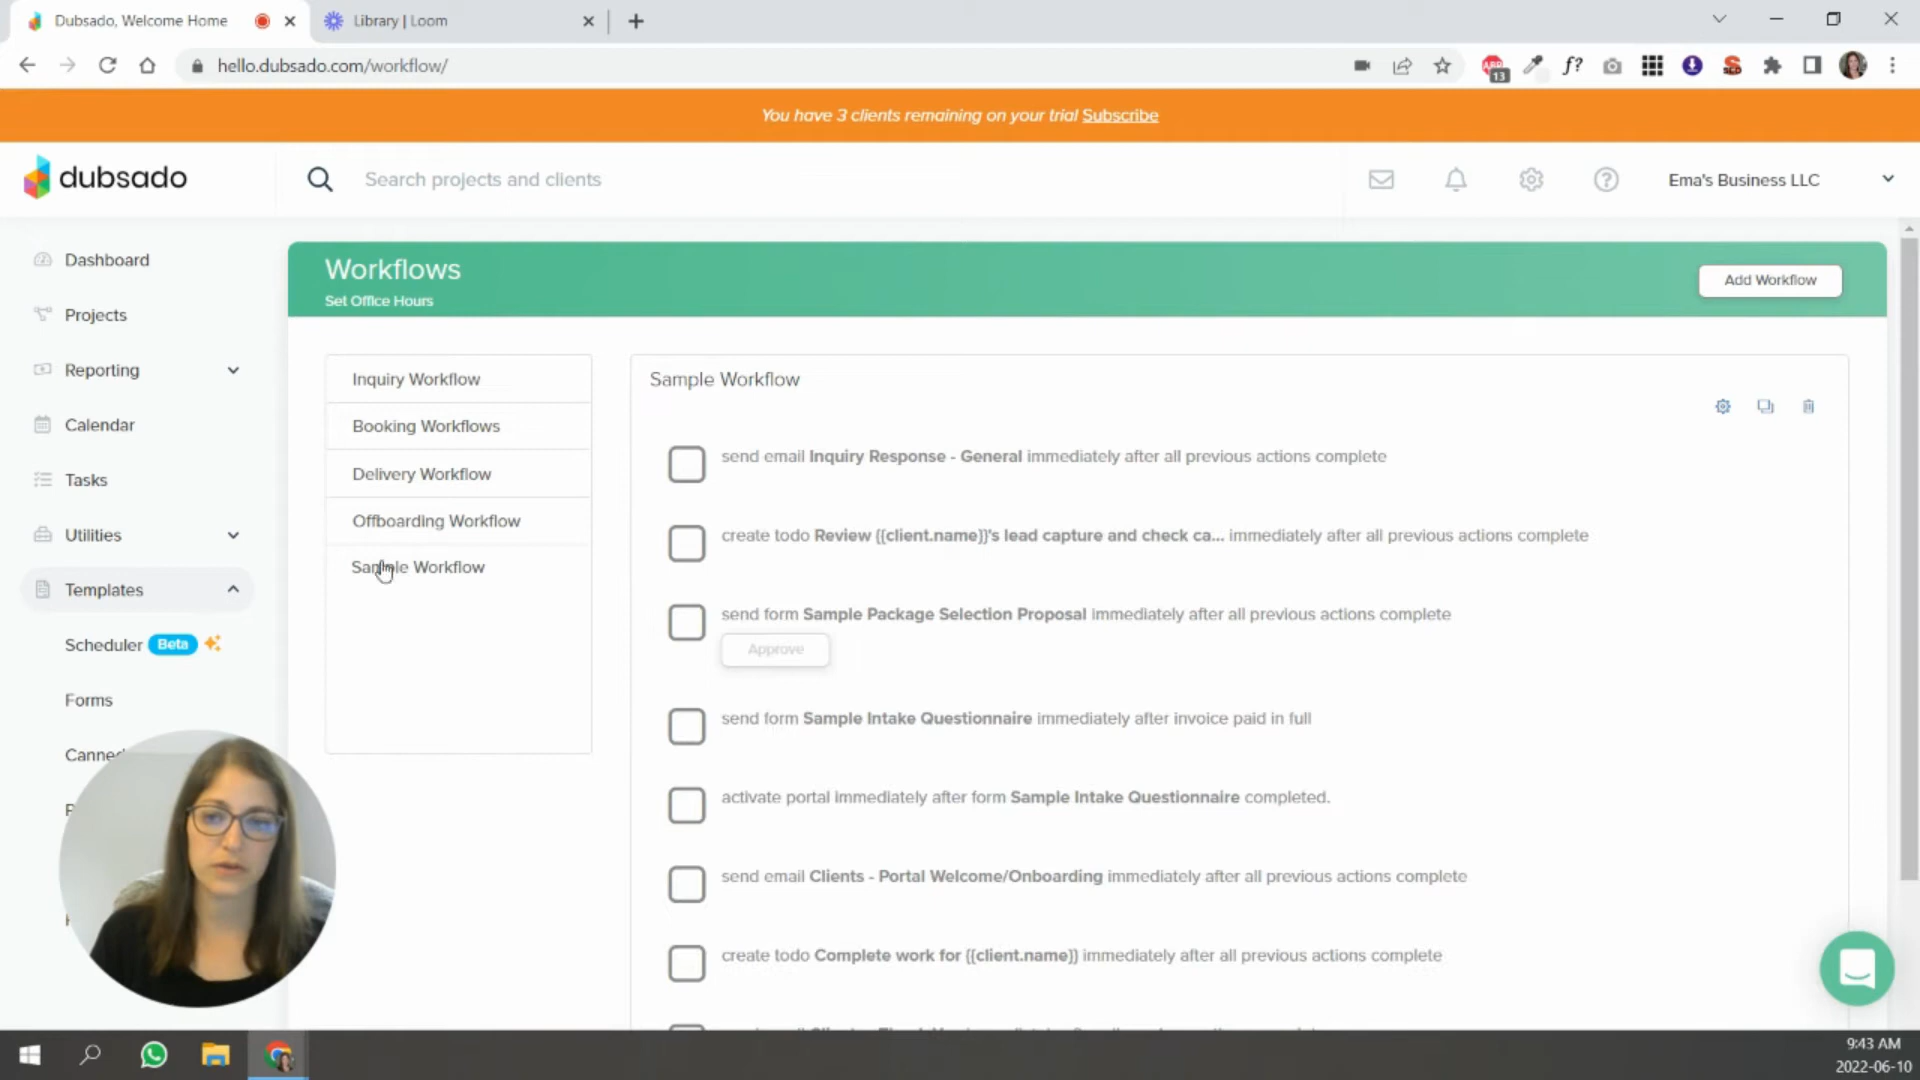 Dubsado, Welcome Home
Library | Loom
hello.dubsado.com/workflow/
13
f?
You have 3 clients remaining on your trial Subscribe
dubsado
Search projects and clients
Ema's Business LLC
Dashboard
Projects
Reporting
Calendar
Tasks
Utilities
Templates
Scheduler Beta
Forms
Workflows
Set Office Hours
Add Workflow
Inquiry Workflow
Booking Workflows
Delivery Workflow
Offboarding Workflow
Sample Workflow
Sample Workflow
send email Inquiry Response - General immediately after all previous actions complete
create todo Review {{client.name}}'s lead capture and check ca... immediately after all previous actions complete
send form Sample Package Selection Proposal immediately after all previous actions complete
Approve
send form Sample Intake Questionnaire immediately after invoice paid in full
activate portal immediately after form Sample Intake Questionnaire completed.
send email Clients - Portal Welcome/Onboarding immediately after all previous actions complete
create todo Complete work for {{client.name}} immediately after all previous actions complete
9:43 AM
2022-06-10